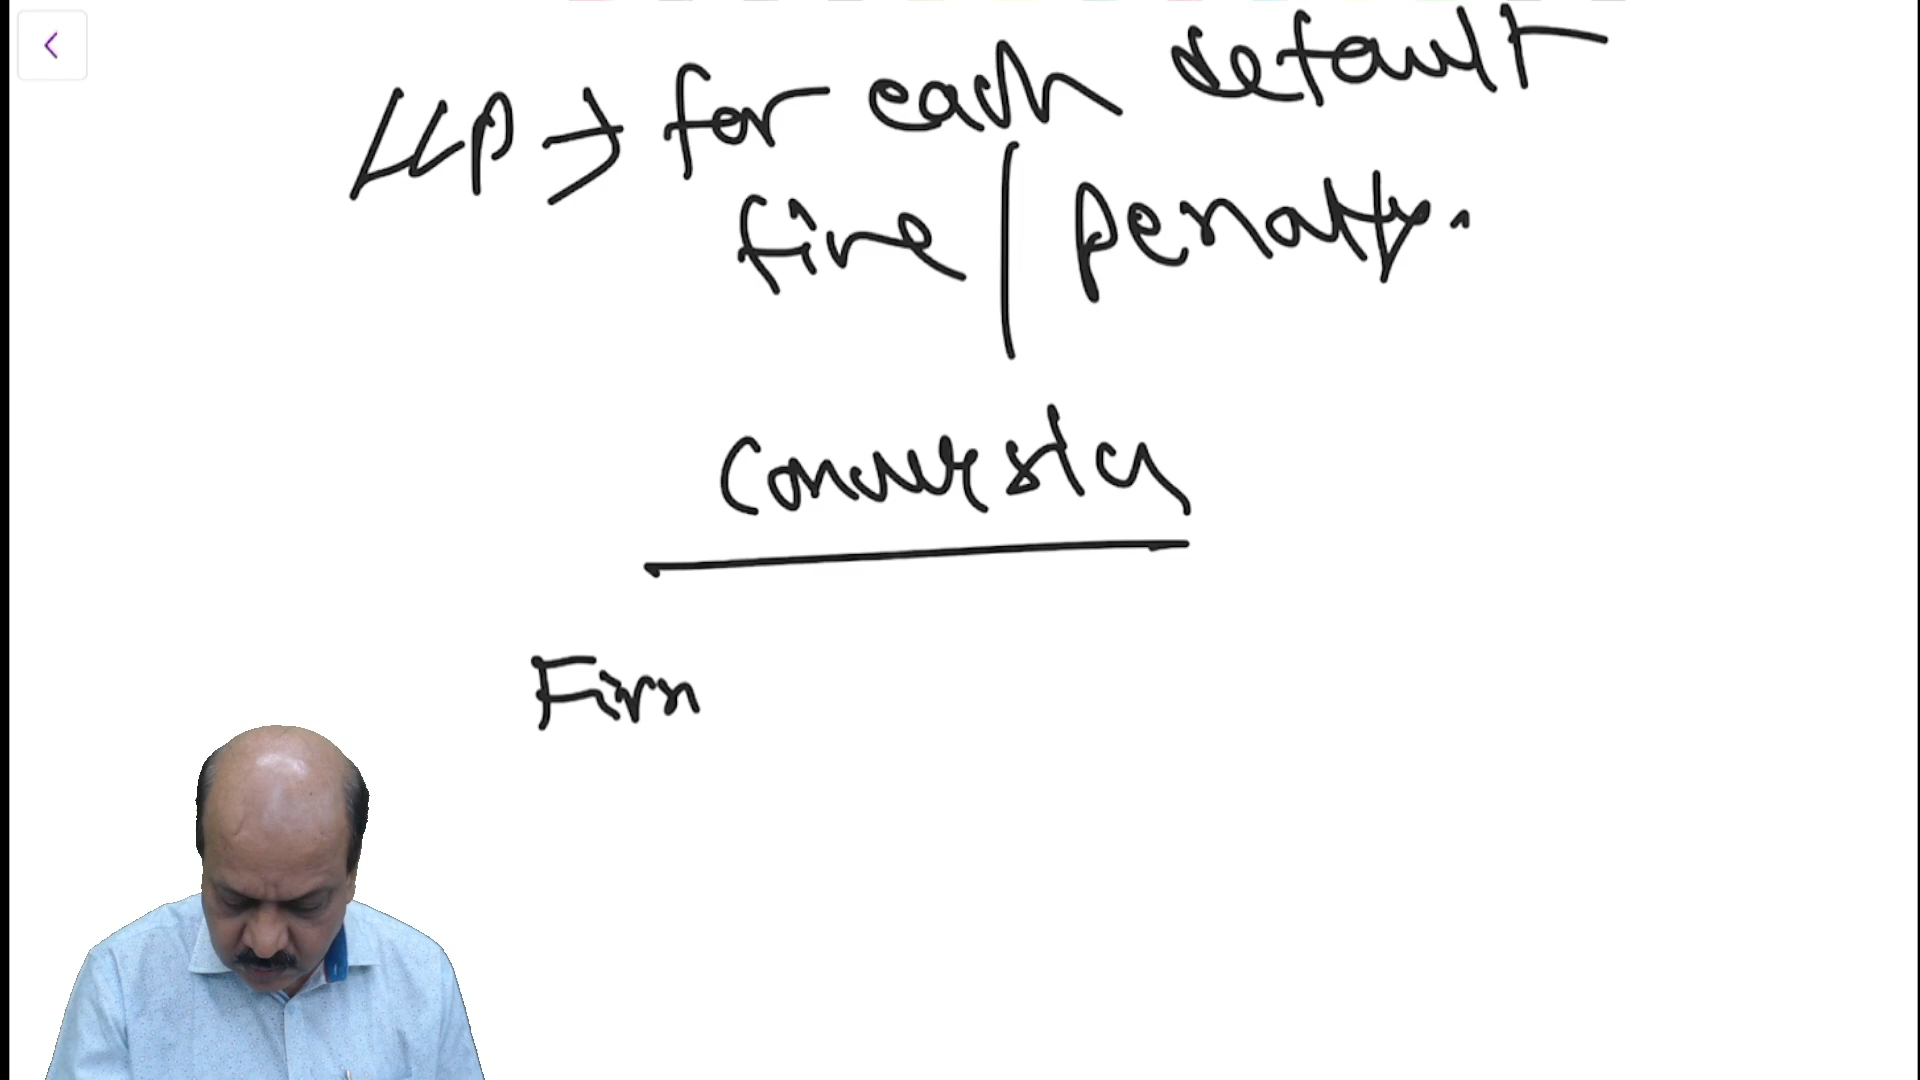 LLP → for each default
fine / penalty.
Conversion
Firm